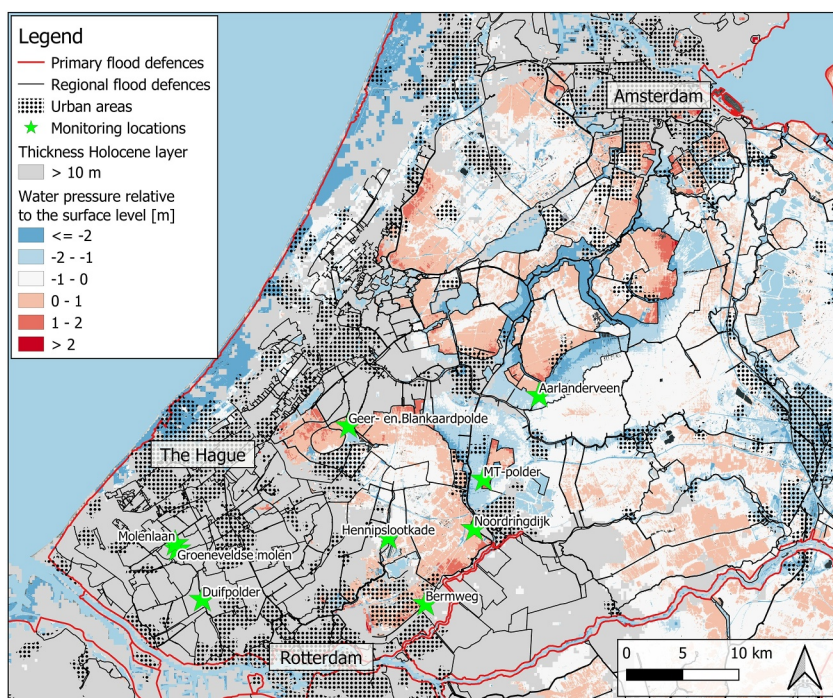 Legend
Primary flood defences
Regional flood defences
Urban areas
Monitoring locations
Thickness Holocene layer
> 10 m
Water pressure relative
to the surface level [m]
<= -2
-2 - -1
-1 - 0
0 - 1
1 - 2
> 2
Amsterdam
Aarlanderveen
Geer- en Blankaardpolde
The Hague
MT-polder
Noordringdijk
Hennipslootkade
Molenlaan
Groeneveldse molen
Duifpolder
Bermweg
Rotterdam
0 5 10 km